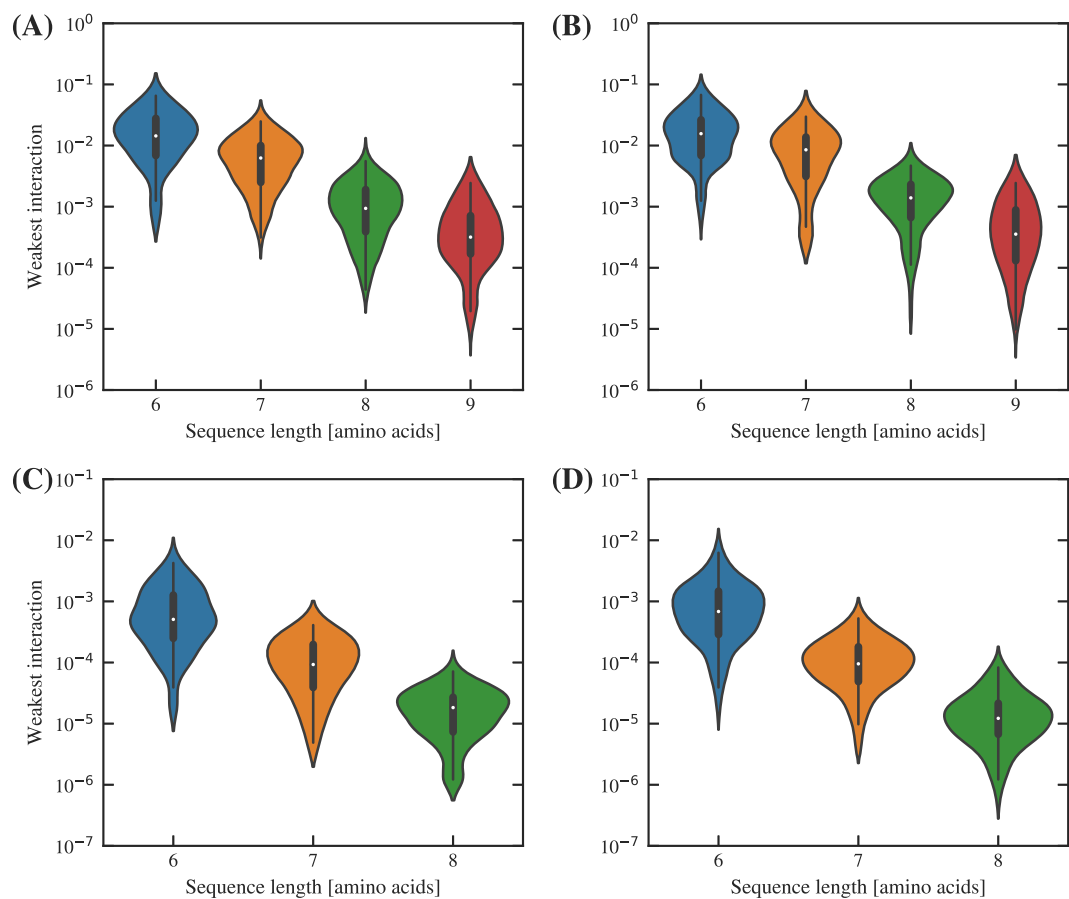 (A)
10⁰
10⁻¹
10⁻²
10⁻³
10⁻⁴
10⁻⁵
10⁻⁶
Weakest interaction
6 7 8 9
Sequence length [amino acids]
(B)
10⁰
10⁻¹
10⁻²
10⁻³
10⁻⁴
10⁻⁵
10⁻⁶
6 7 8 9
Sequence length [amino acids]
(C)
10⁻¹
10⁻²
10⁻³
10⁻⁴
10⁻⁵
10⁻⁶
10⁻⁷
Weakest interaction
6 7 8
Sequence length [amino acids]
(D)
10⁻¹
10⁻²
10⁻³
10⁻⁴
10⁻⁵
10⁻⁶
10⁻⁷
6 7 8
Sequence length [amino acids]